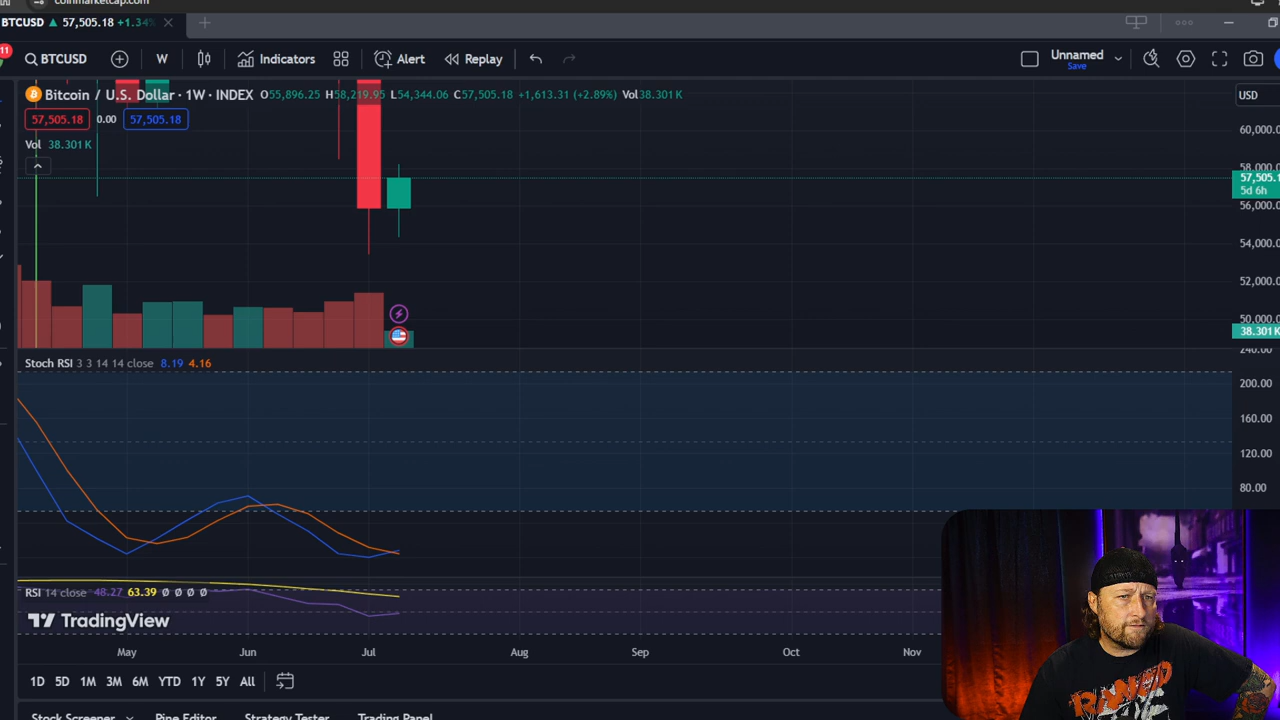 coinmarketcap.com
BTCUSD ▲ 57,505.18 +1.34%
11
BTCUSD W Indicators Alert Replay Unnamed
Save
Bitcoin / U.S. Dollar · 1W · INDEX O55,896.25 H58,219.95 L54,344.06 C57,505.18 +1,613.31 (+2.89%) Vol38.301 K USD
57,505.18 0.00 57,505.18
Vol 38.301 K
60,000.0
58,000.0
57,505.1
5d 6h
56,000.0
54,000.0
52,000.0
50,000.0
38.301K
240.00
Stoch RSI 3 3 14 14 close 8.19 4.16
200.00
160.00
120.00
80.00
RSI 14 close 48.27 63.39 Ø Ø Ø Ø
TradingView
May Jun Jul Aug Sep Oct Nov
1D 5D 1M 3M 6M YTD 1Y 5Y All
Stock Screener Pine Editor Strategy Tester Trading Panel